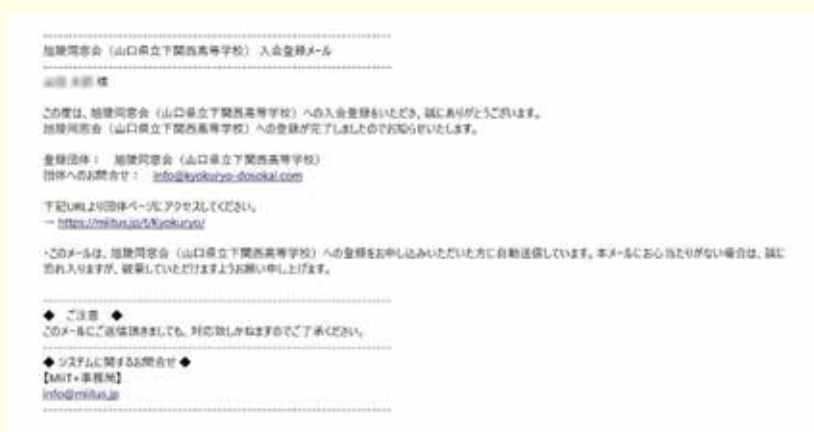 旭陵同窓会（山口県立下関西高等学校） 入会登録メール
様
この度は、旭陵同窓会（山口県立下関西高等学校）への入会登録をいただき、誠にありがとうございます。
旭陵同窓会（山口県立下関西高等学校）への登録が完了しましたのでお知らせいたします。
登録団体： 旭陵同窓会（山口県立下関西高等学校）
団体へのお問合せ： info@kyokuryo-dosokai.com
下記URLより団体ページにアクセスしてください。
→ https://miitus.jp/t/Kyokuryo/
・このメールは、旭陵同窓会（山口県立下関西高等学校）への登録をお申し込みいただいた方に自動送信しています。本メールにお心当たりがない場合は、誠に
恐れ入りますが、破棄していただけますようお願い申し上げます。
◆ ご注意 ◆
このメールにご返信頂きましても、対応致しかねますのでご了承ください。
◆ システムに関するお問合せ ◆
【MiiT+事務局】
info@miitus.jp